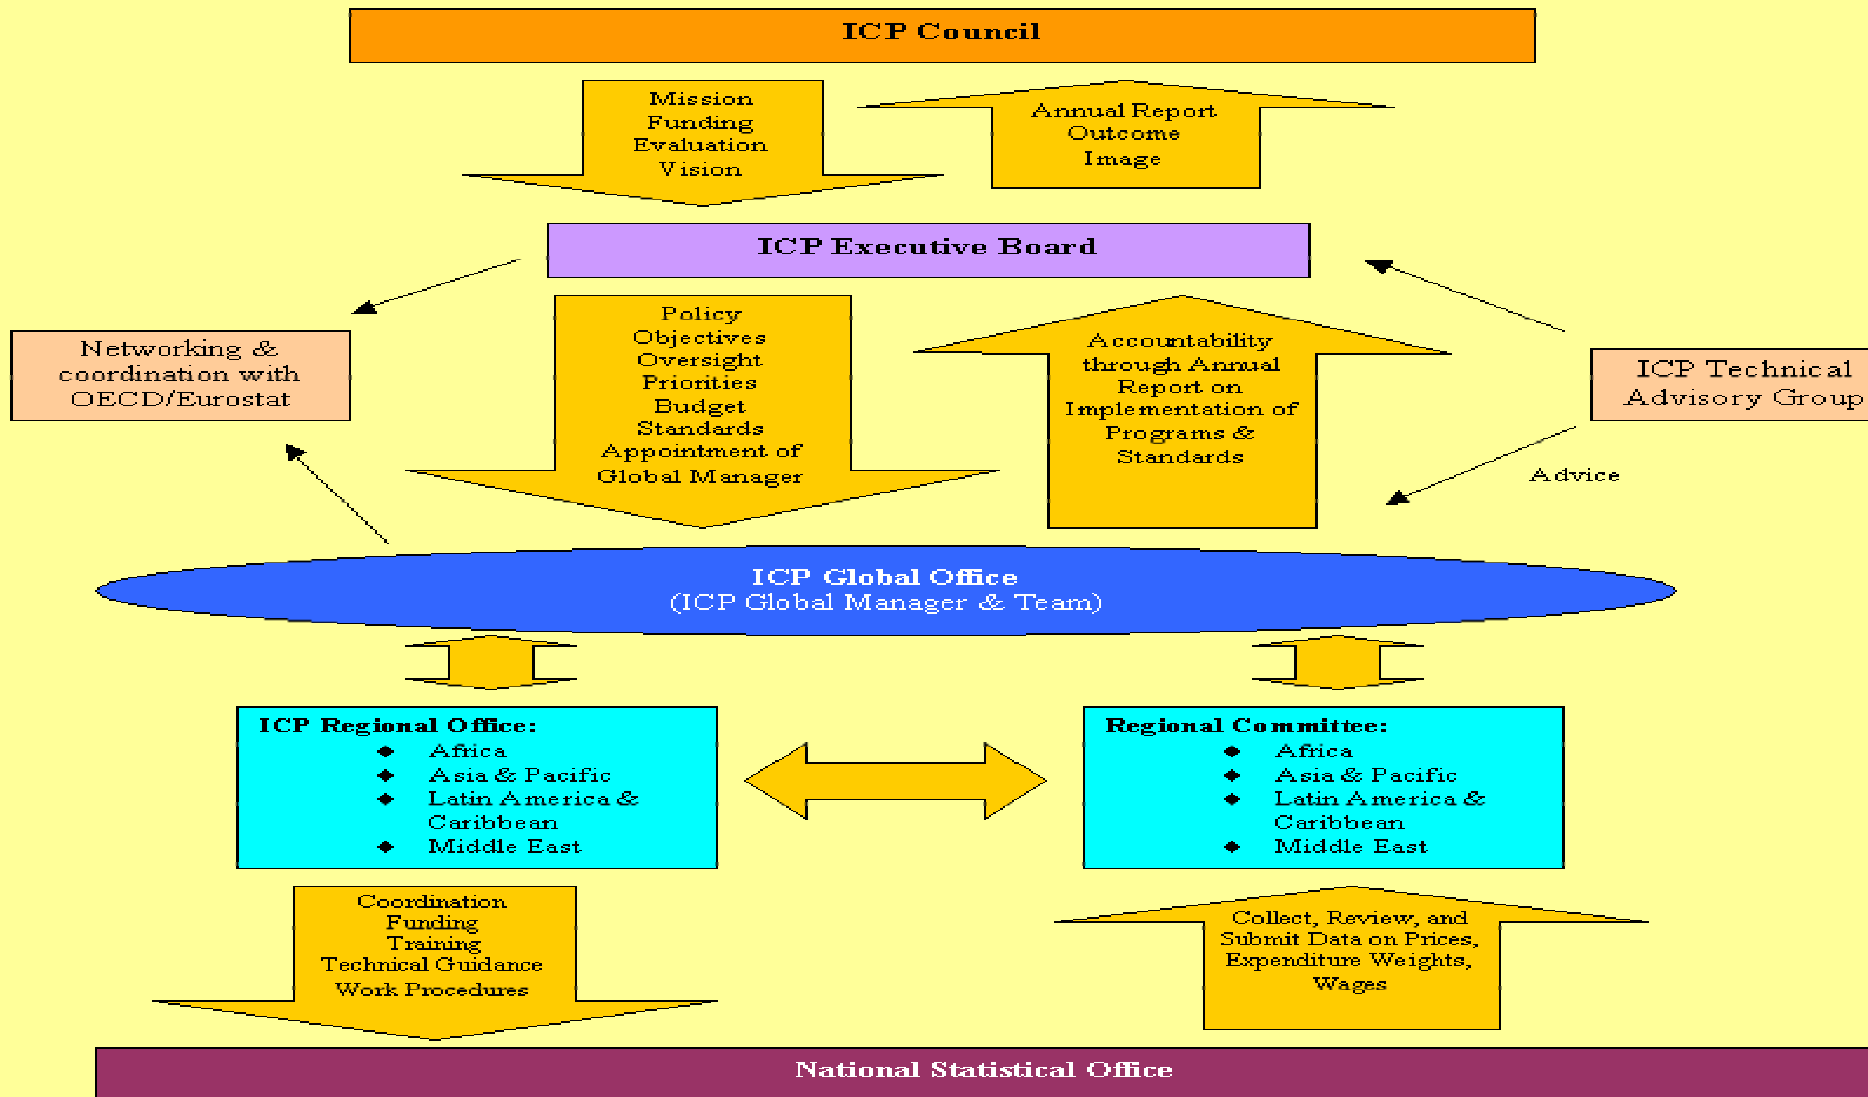 ICP Council
Mission
Funding
Evaluation
Vision
Annual Report
Outcome
Image
ICP Executive Board
Networking &
coordination with
OECD/Eurostat
Policy
Objectives
Oversight
Priorities
Budget
Standards
Appointment of
Global Manager
Accountability
through Annual
Report on
Implementation of
Programs &
Standards
ICP Technical
Advisory Group
Advice
ICP Global Office
(ICP Global Manager & Team)
ICP Regional Office:
◆ Africa
◆ Asia & Pacific
◆ Latin America &
Caribbean
◆ Middle East
Regional Committee:
◆ Africa
◆ Asia & Pacific
◆ Latin America &
Caribbean
◆ Middle East
Coordination
Funding
Training
Technical Guidance
Work Procedures
Collect, Review, and
Submit Data on Prices,
Expenditure Weights,
Wages
National Statistical Office